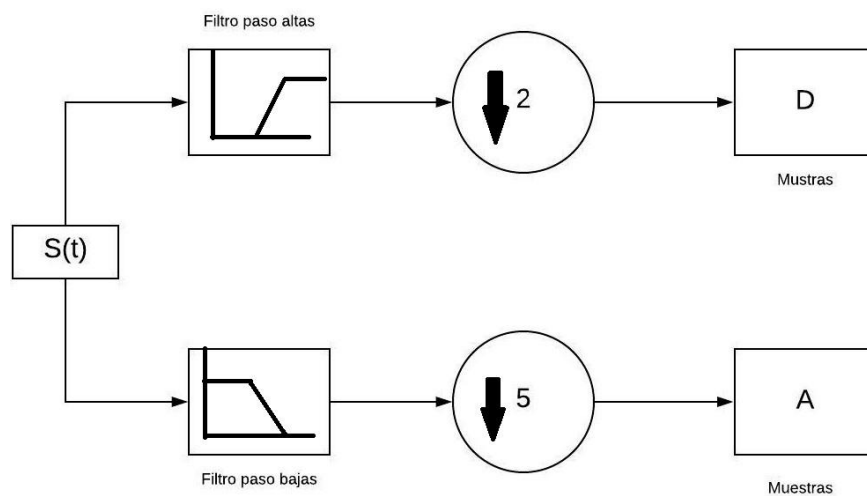 Filtro paso altas
2
D
Mustras
S(t)
5
A
Filtro paso bajas
Muestras